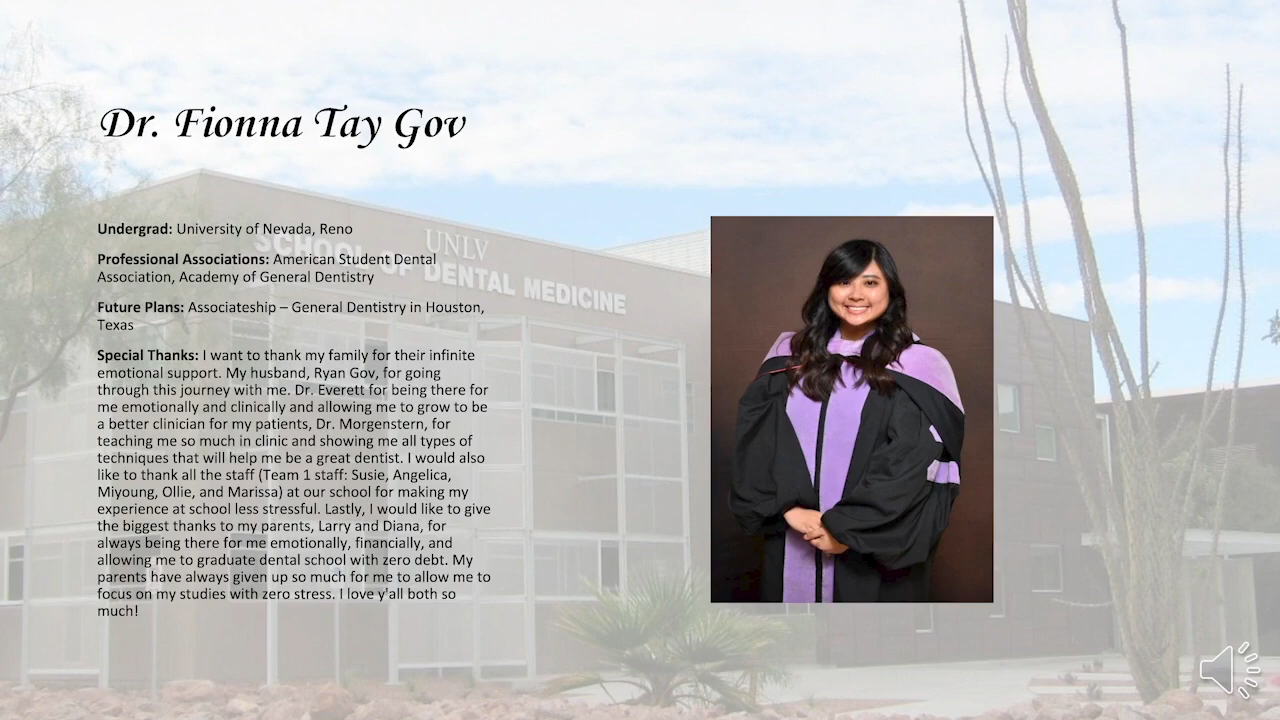 Dr. Fionna Tay Gov
Undergrad: University of Nevada, Reno
Professional Associations: American Student Dental
Association, Academy of General Dentistry
Future Plans: Associateship – General Dentistry in Houston,
Texas
Special Thanks: I want to thank my family for their infinite
emotional support. My husband, Ryan Gov, for going
through this journey with me. Dr. Everett for being there for
me emotionally and clinically and allowing me to grow to be
a better clinician for my patients, Dr. Morgenstern, for
teaching me so much in clinic and showing me all types of
techniques that will help me be a great dentist. I would also
like to thank all the staff (Team 1 staff: Susie, Angelica,
Miyoung, Ollie, and Marissa) at our school for making my
experience at school less stressful. Lastly, I would like to give
the biggest thanks to my parents, Larry and Diana, for
always being there for me emotionally, financially, and
allowing me to graduate dental school with zero debt. My
parents have always given up so much for me to allow me to
focus on my studies with zero stress. I love y'all both so
much!
UNLV
SCHOOL OF DENTAL MEDICINE